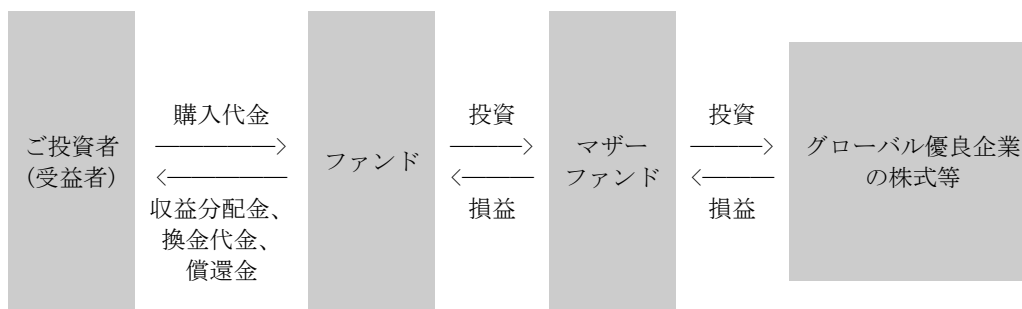 ご投資者
(受益者)
購入代金
収益分配金、
換金代金、
償還金
ファンド
投資
損益
マザー
ファンド
投資
損益
グローバル優良企業
の株式等